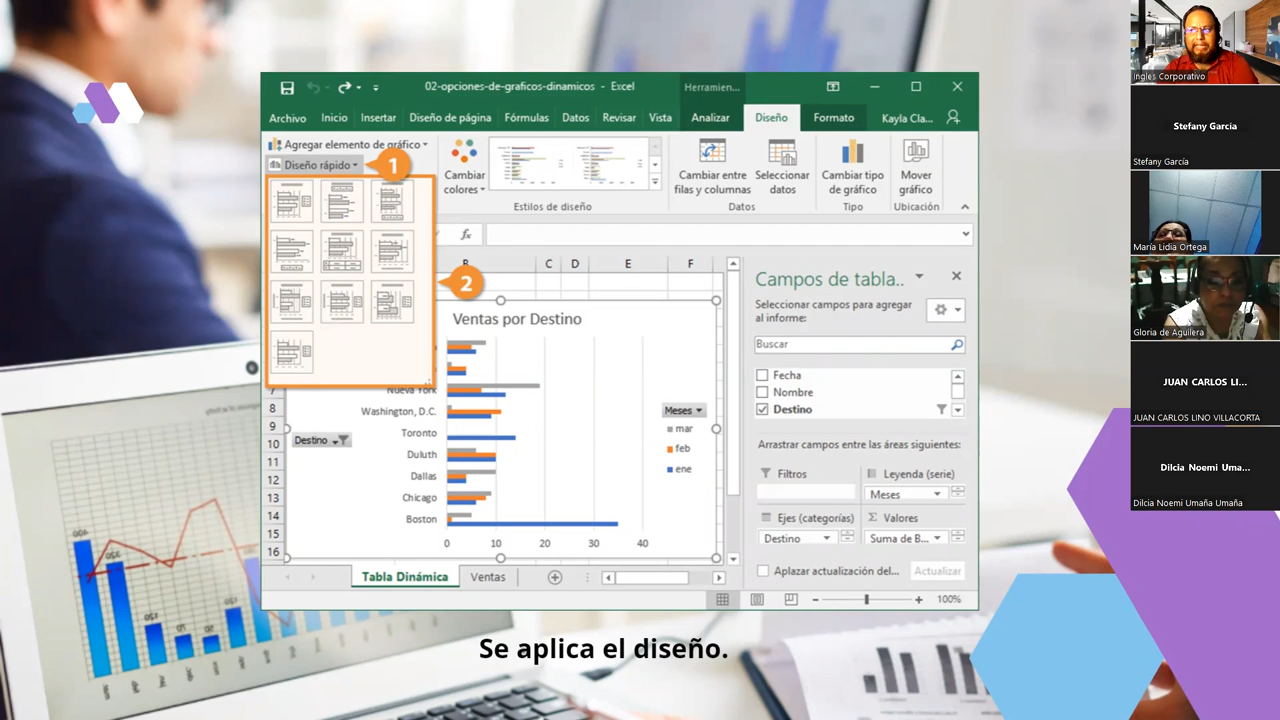 02-opciones-de-graficos-dinamicos - Excel
Herramien...
Archivo
Inicio
Insertar
Diseño de página
Fórmulas
Datos
Revisar
Vista
Analizar
Diseño
Formato
Kayla Cla...
Agregar elemento de gráfico
Diseño rápido
1
2
Cambiar
colores
Estilos de diseño
Cambiar entre
filas y columnas
Seleccionar
datos
Datos
Cambiar tipo
de gráfico
Tipo
Mover
gráfico
Ubicación
fx
B
C
D
E
F
7
8
9
10
11
12
13
14
15
16
Ventas por Destino
Nueva York
Washington, D.C.
Toronto
Duluth
Dallas
Chicago
Boston
0
10
20
30
40
Destino
Meses
mar
feb
ene
Tabla Dinámica
Ventas
Campos de tabla..
Seleccionar campos para agregar
al informe:
Buscar
Fecha
Nombre
Destino
Arrastrar campos entre las áreas siguientes:
Filtros
Leyenda (serie)
Meses
Ejes (categorías)
Σ Valores
Destino
Suma de B...
Aplazar actualización del...
Actualizar
100%
Se aplica el diseño.
Ingles Corporativo
Stefany García
Stefany García
María Lidia Ortega
Gloria de Aguilera
JUAN CARLOS LI...
JUAN CARLOS LINO VILLACORTA
Dilcia Noemi Uma...
Dilcia Noemi Umaña Umaña